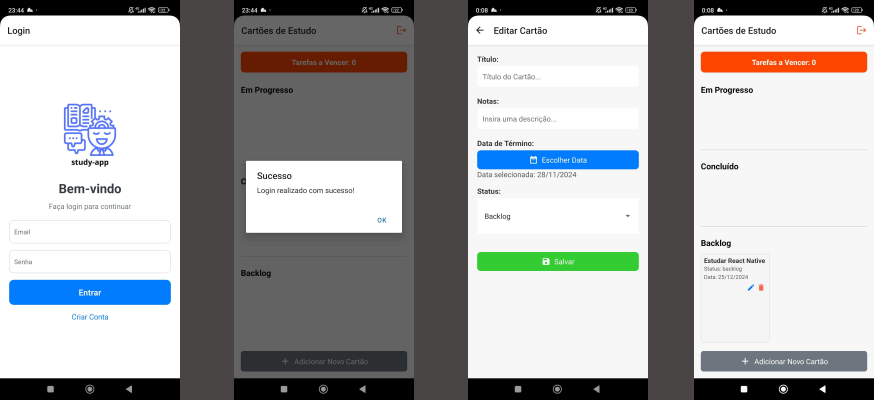 23:44
Login
study-app
Bem-vindo
Faça login para continuar
Email
Senha
Entrar
Criar Conta
23:44
Cartões de Estudo
Tarefas a Vencer: 0
Em Progresso
C
Sucesso
Login realizado com sucesso!
OK
Backlog
+ Adicionar Novo Cartão
0:08
Editar Cartão
Título:
Título do Cartão...
Notas:
Insira uma descrição...
Data de Término:
Escolher Data
Data selecionada: 28/11/2024
Status:
Backlog
Salvar
0:08
Cartões de Estudo
Tarefas a Vencer: 0
Em Progresso
Concluído
Backlog
Estudar React Native
Status: backlog
Data: 25/12/2024
+ Adicionar Novo Cartão